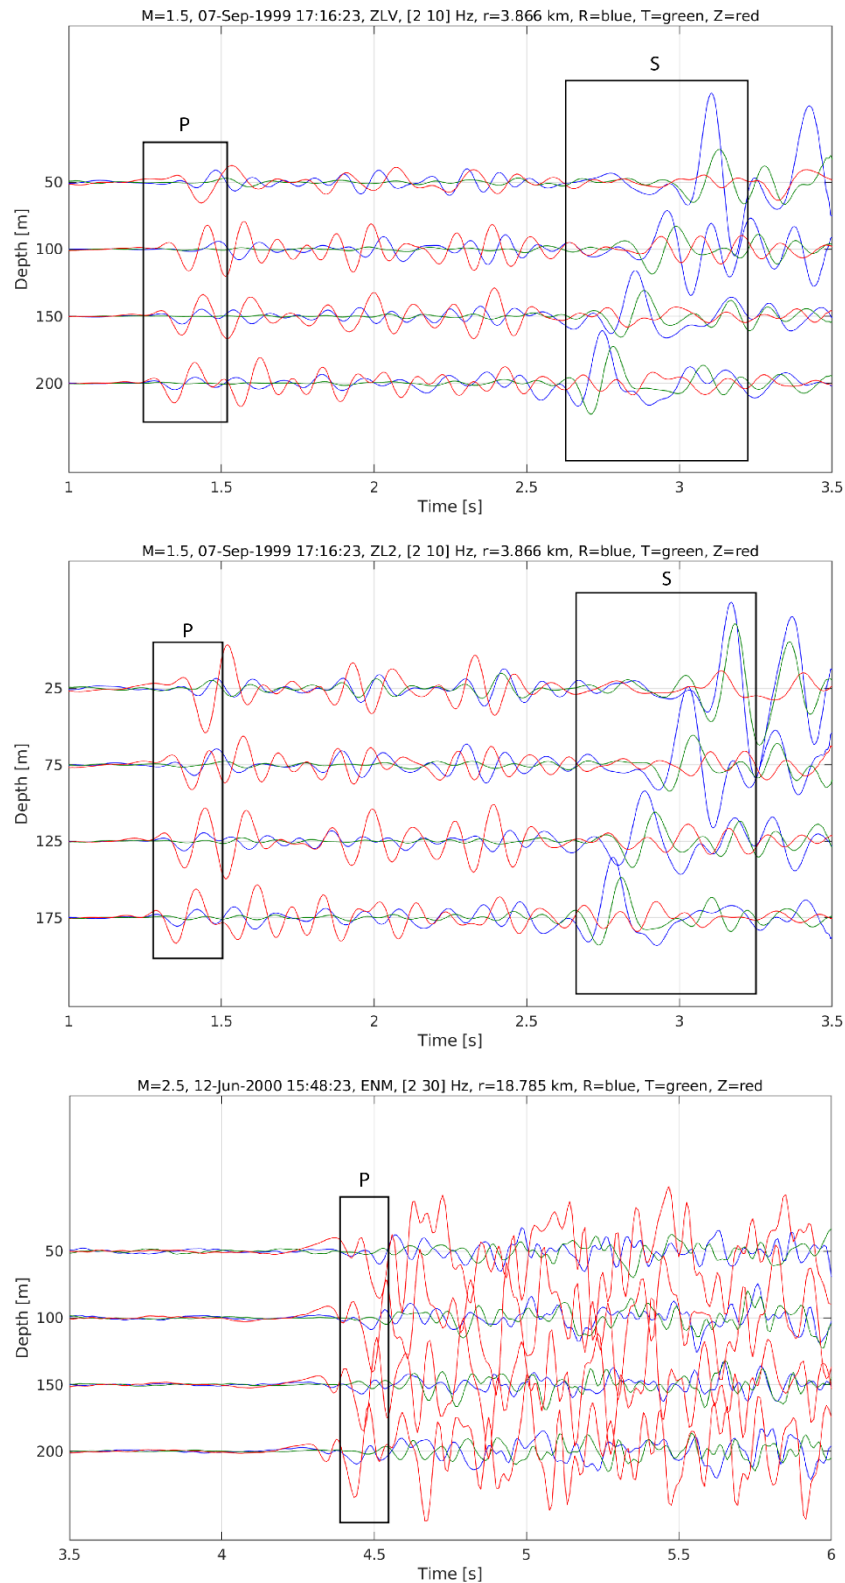 M=1.5, 07-Sep-1999 17:16:23, ZLV, [2 10] Hz, r=3.866 km, R=blue, T=green, Z=red
S
P
50
100
150
200
Depth [m]
1
1.5
2
2.5
3
3.5
Time [s]
M=1.5, 07-Sep-1999 17:16:23, ZL2, [2 10] Hz, r=3.866 km, R=blue, T=green, Z=red
S
P
25
75
125
175
Depth [m]
1
1.5
2
2.5
3
3.5
Time [s]
M=2.5, 12-Jun-2000 15:48:23, ENM, [2 30] Hz, r=18.785 km, R=blue, T=green, Z=red
P
50
100
150
200
Depth [m]
3.5
4
4.5
5
5.5
6
Time [s]